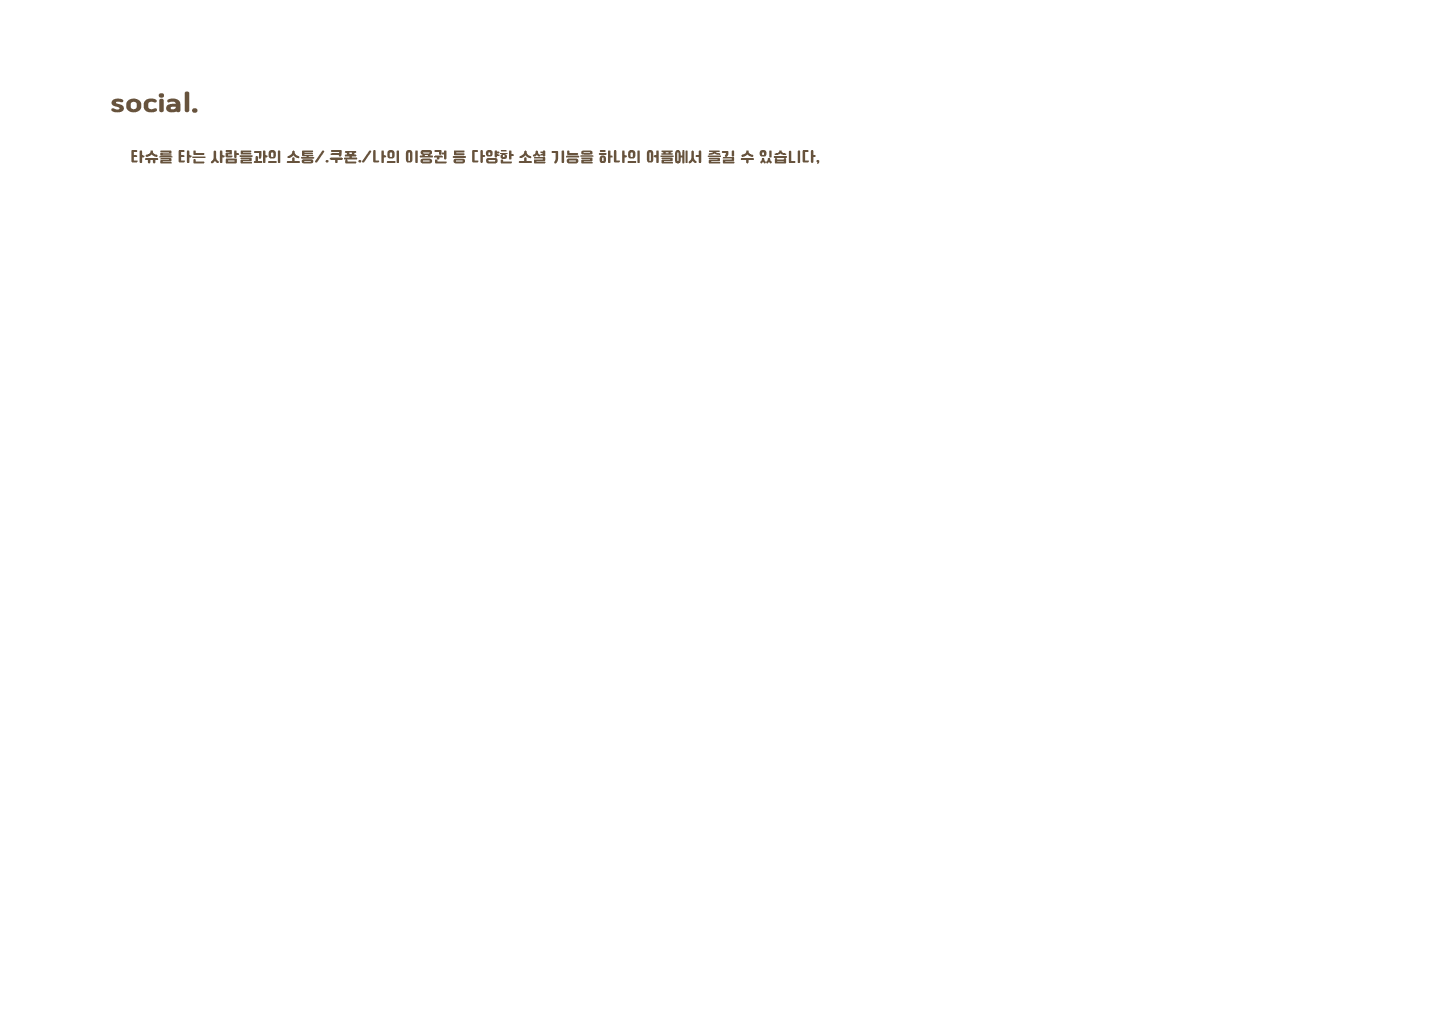 social.
타슈를 타는 사람들과의 소통/.쿠폰./나의 이용권 등 다양한 소셜 기능을 하나의 어플에서 즐길 수 있습니다,